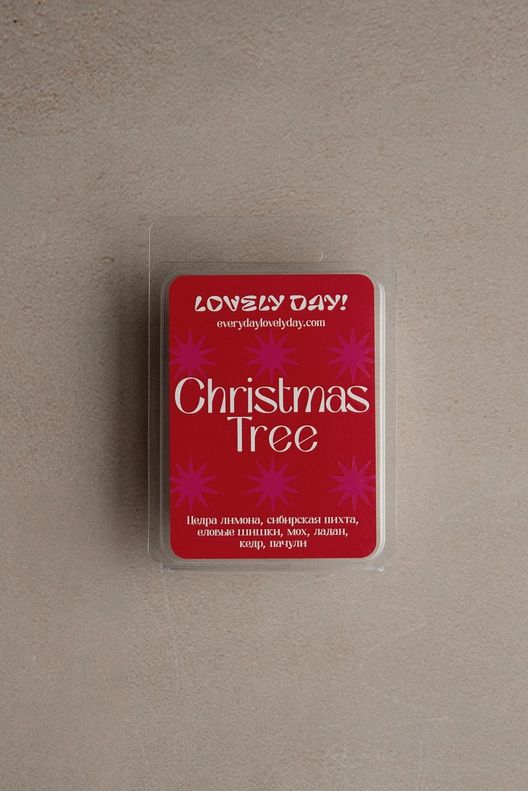 LOVELY DAY!
everydaylovelyday.com
Christmas
Tree
Цедра лимона, сибирская пихта,
еловые шишки, мох, ладан,
кедр, пачули